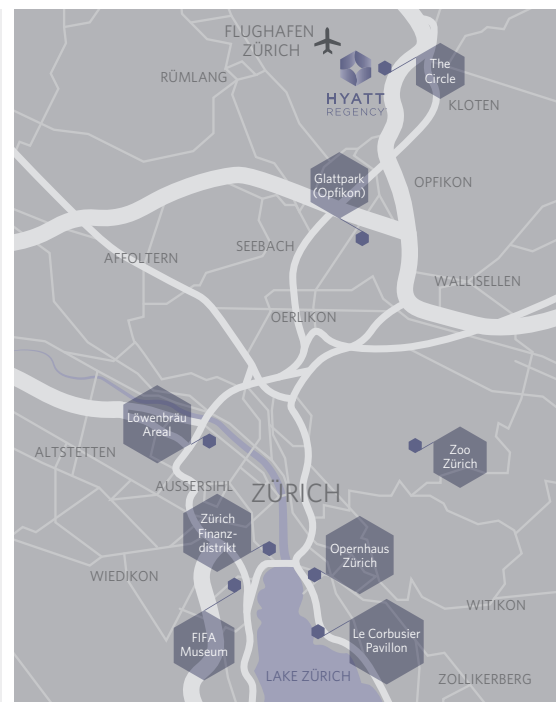 FLUGHAFEN
ZÜRICH
The
Circle
RÜMLANG
HYATT
REGENCY
KLOTEN
Glattpark
(Opfikon)
OPFIKON
SEEBACH
AFFOLTERN
WALLISELLEN
OERLIKON
Löwenbräu
Areal
ALTSTETTEN
Zoo
Zürich
AUSSERSIHL
ZÜRICH
Zürich
Finanz-
distrikt
Opernhaus
Zürich
WIEDIKON
WITIKON
FIFA
Museum
Le Corbusier
Pavillon
LAKE ZÜRICH
ZOLLIKERBERG